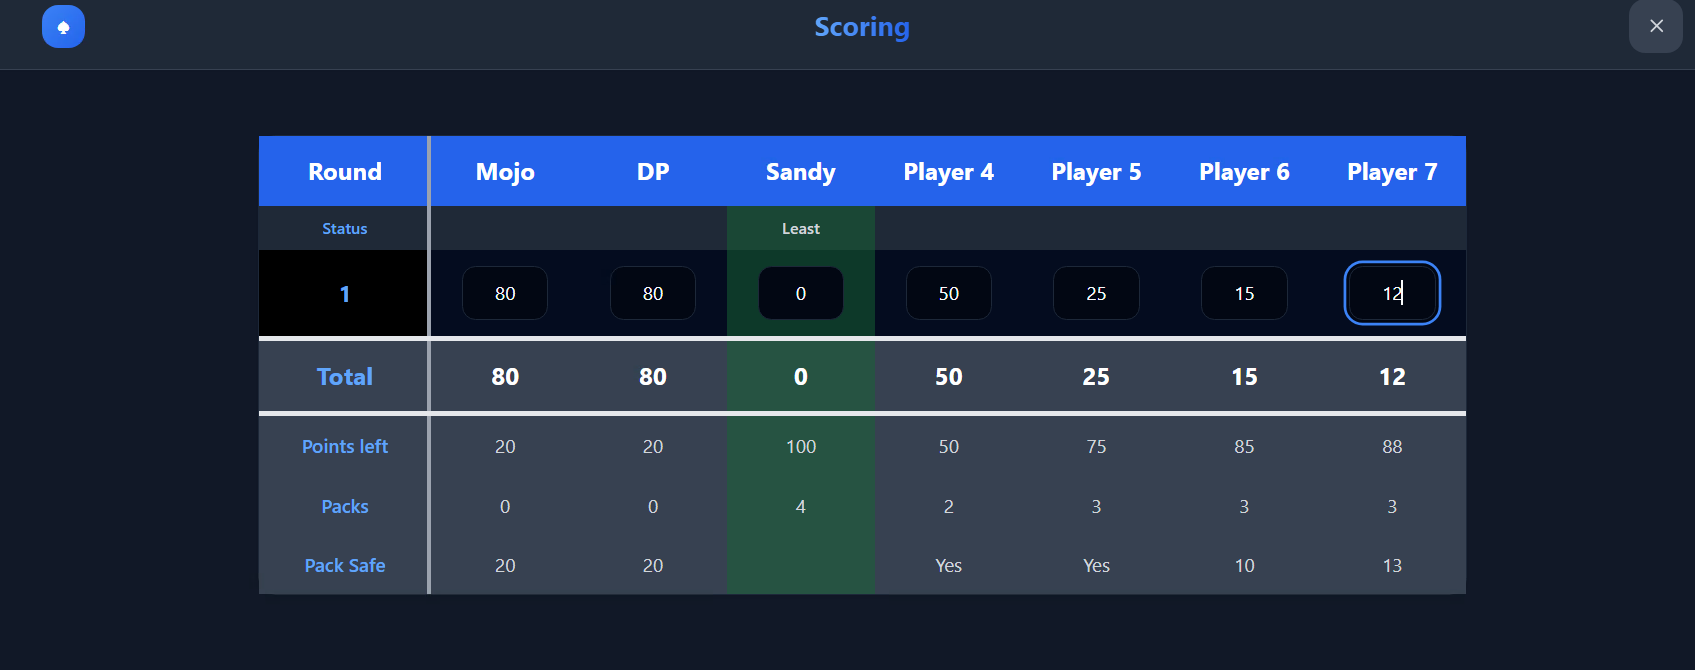 Scoring
Round Mojo DP Sandy Player 4 Player 5 Player 6 Player 7
Status Least
1 80 80 0 50 25 15 12
Total 80 80 0 50 25 15 12
Points left 20 20 100 50 75 85 88
Packs 0 0 4 2 3 3 3
Pack Safe 20 20 Yes Yes 10 13